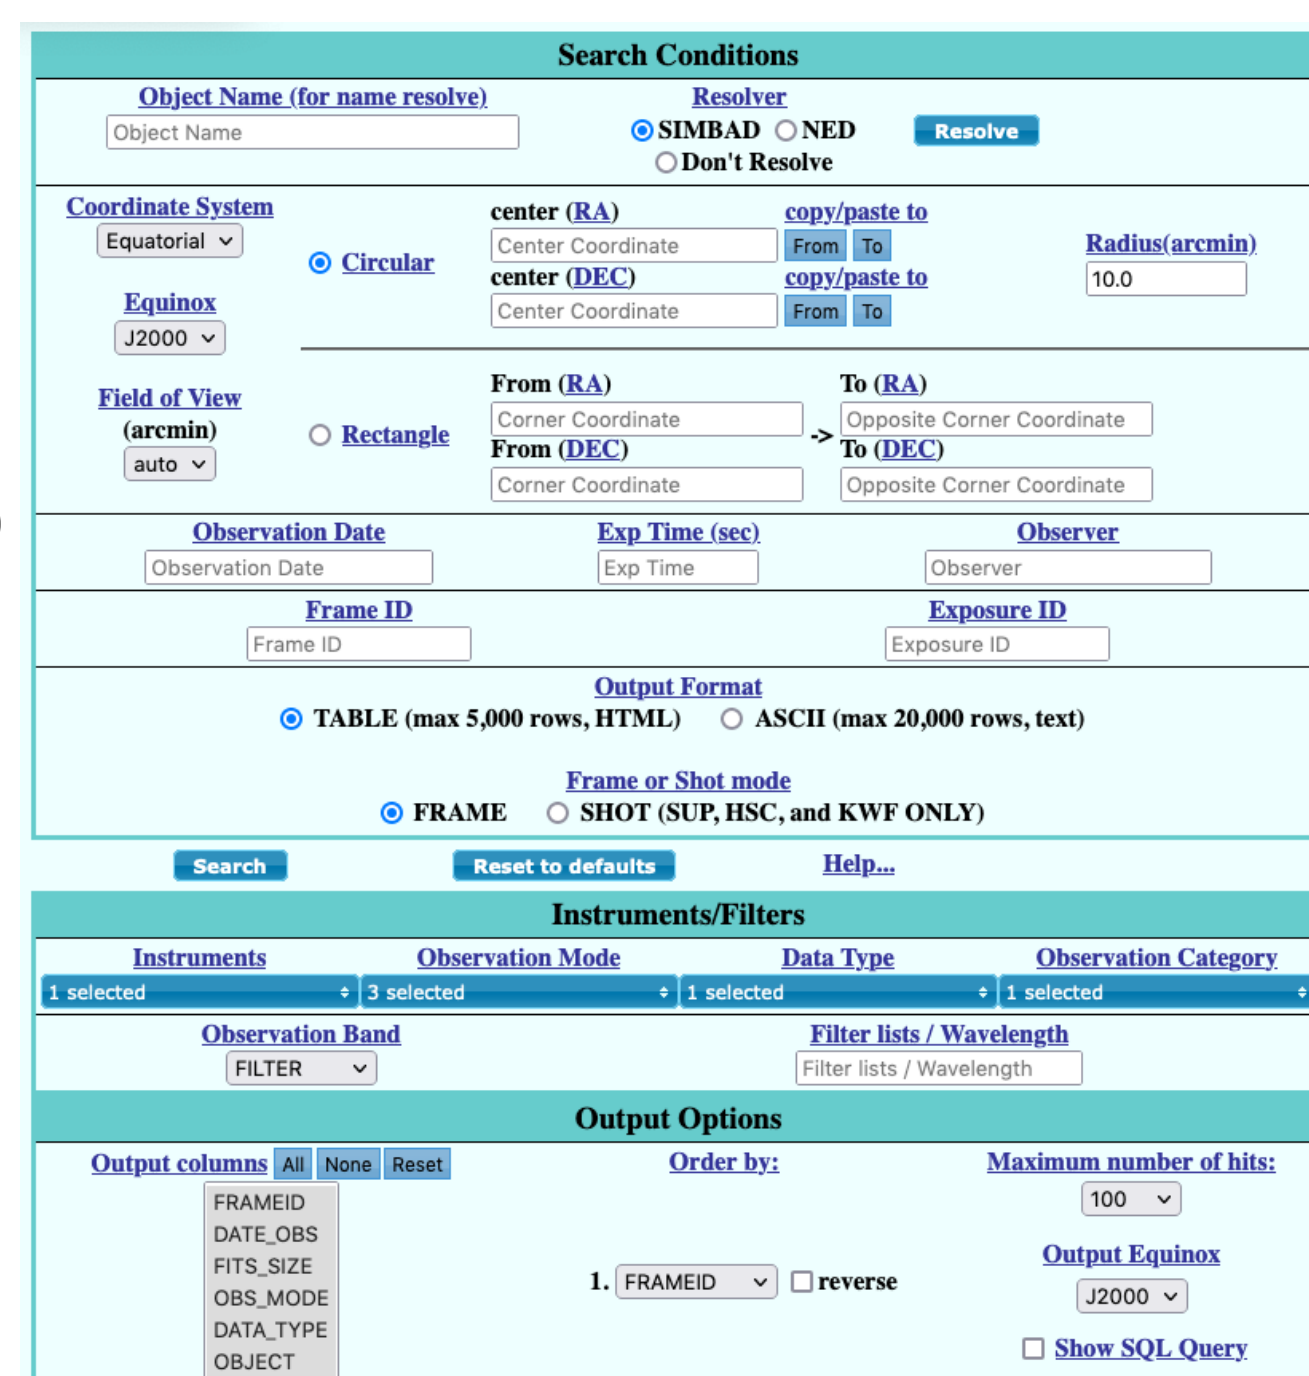 Search Conditions
Object Name (for name resolve)
Object Name
Resolver
SIMBAD NED
Don't Resolve
Resolve
Coordinate System
Equatorial
Equinox
J2000
Field of View
(arcmin)
auto
Circular
center (RA)
Center Coordinate
copy/paste to
From To
center (DEC)
Center Coordinate
copy/paste to
From To
Radius(arcmin)
10.0
Rectangle
From (RA)
Corner Coordinate
From (DEC)
Corner Coordinate
->
To (RA)
Opposite Corner Coordinate
To (DEC)
Opposite Corner Coordinate
Observation Date
Observation Date
Exp Time (sec)
Exp Time
Observer
Observer
Frame ID
Frame ID
Exposure ID
Exposure ID
Output Format
TABLE (max 5,000 rows, HTML) ASCII (max 20,000 rows, text)
Frame or Shot mode
FRAME SHOT (SUP, HSC, and KWF ONLY)
Search Reset to defaults Help...
Instruments/Filters
Instruments
1 selected
Observation Mode
3 selected
Data Type
1 selected
Observation Category
1 selected
Observation Band
FILTER
Filter lists / Wavelength
Filter lists / Wavelength
Output Options
Output columns All None Reset
FRAMEID
DATE_OBS
FITS_SIZE
OBS_MODE
DATA_TYPE
OBJECT
Order by:
1. FRAMEID reverse
Maximum number of hits:
100
Output Equinox
J2000
Show SQL Query